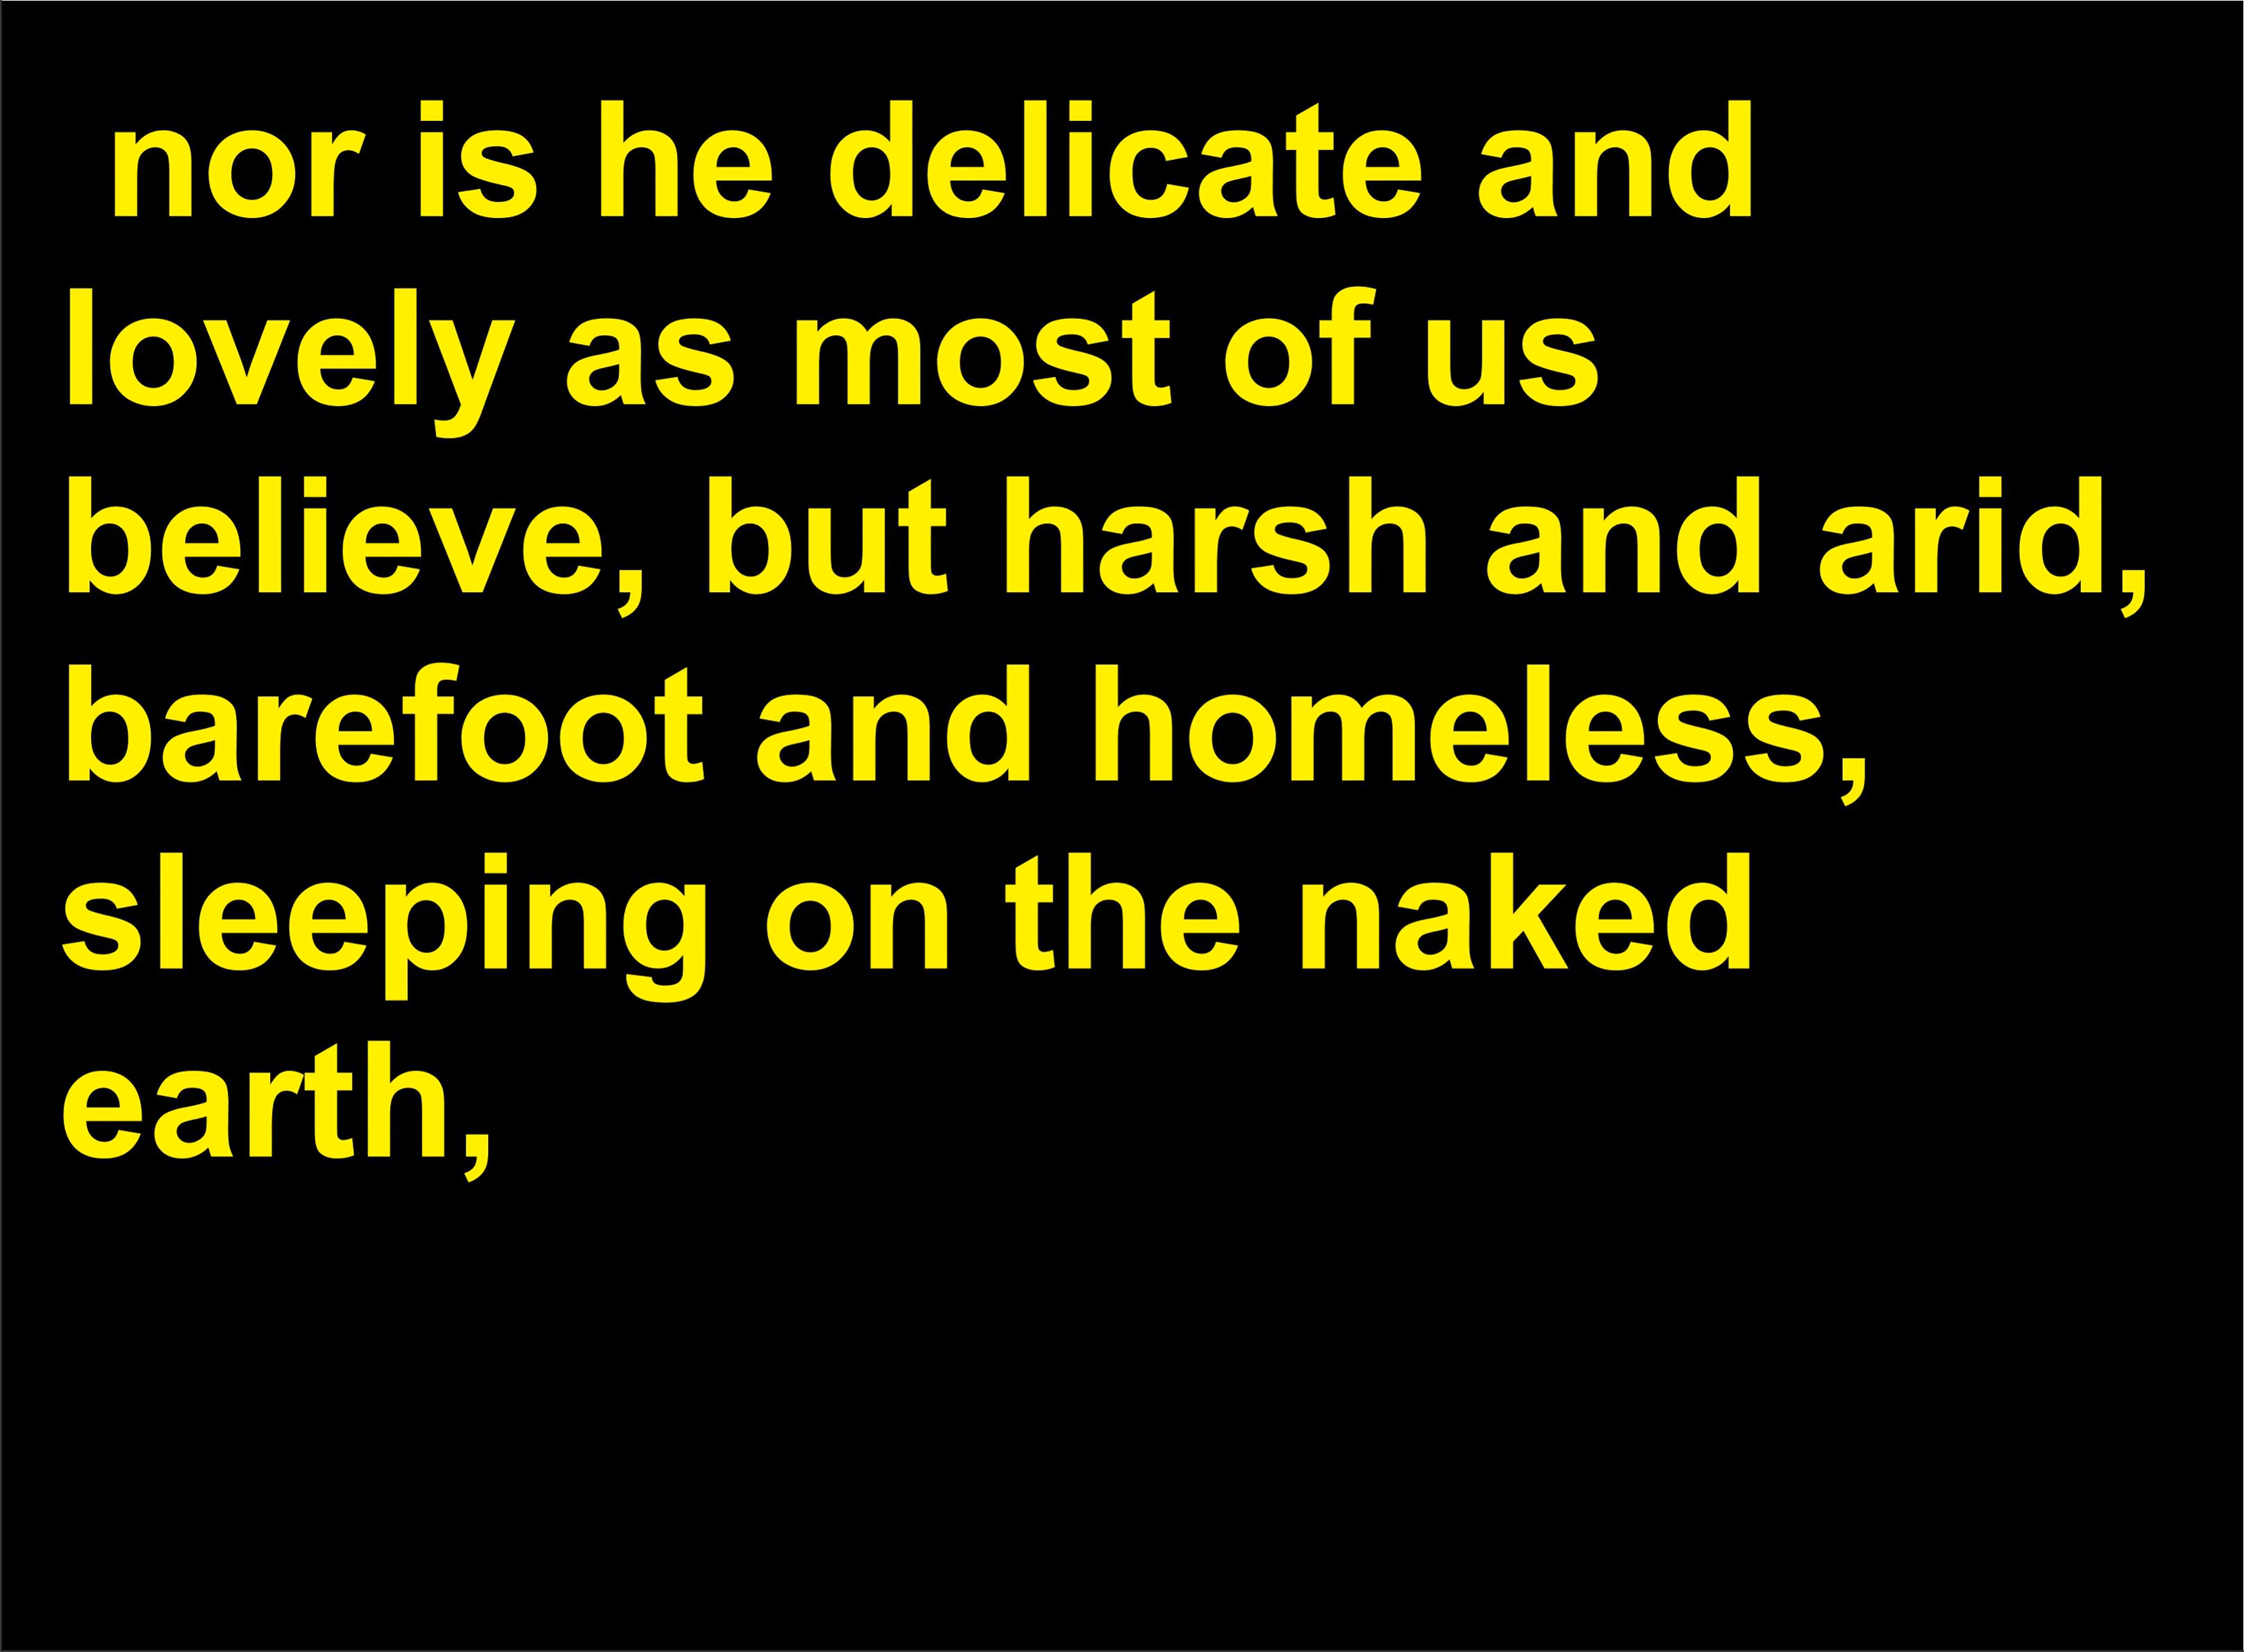 nor is he delicate and
lovely as most of us
believe, but harsh and arid,
barefoot and homeless,
sleeping on the naked
earth,